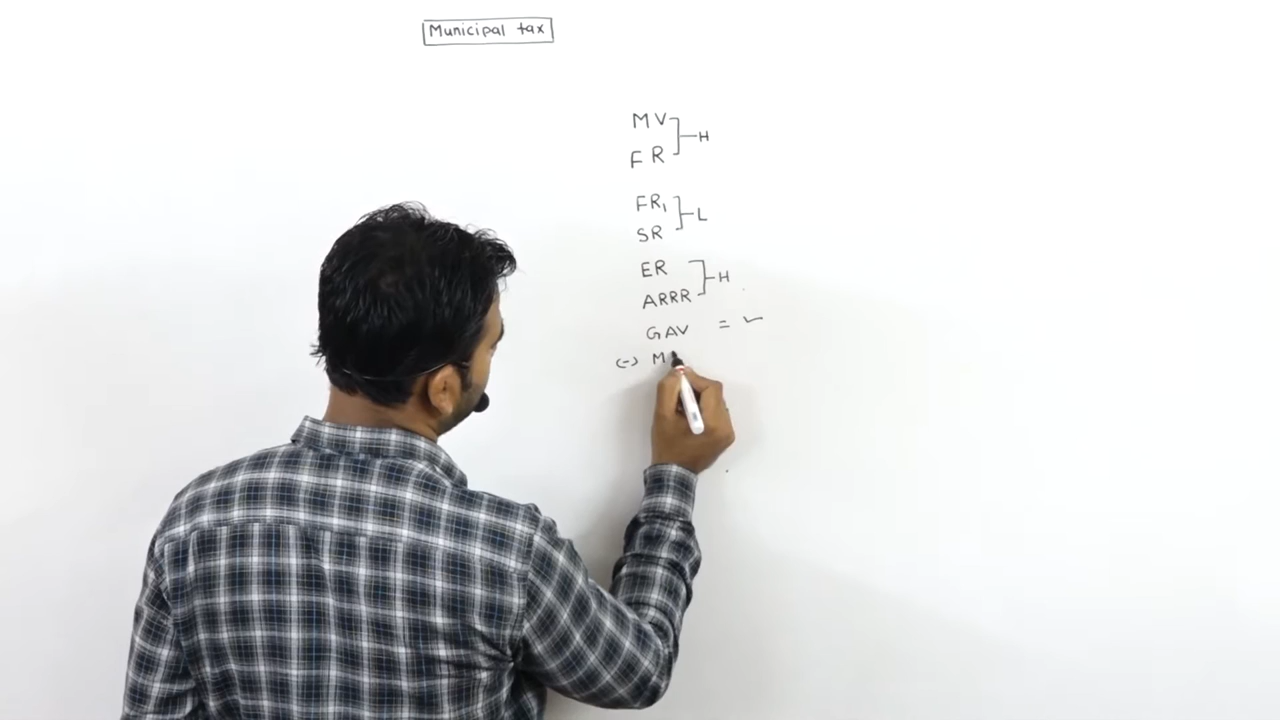 Municipal tax
MV
FR
H
FR1
SR
L
ER
ARRR
H
GAV = ✓
(-) M